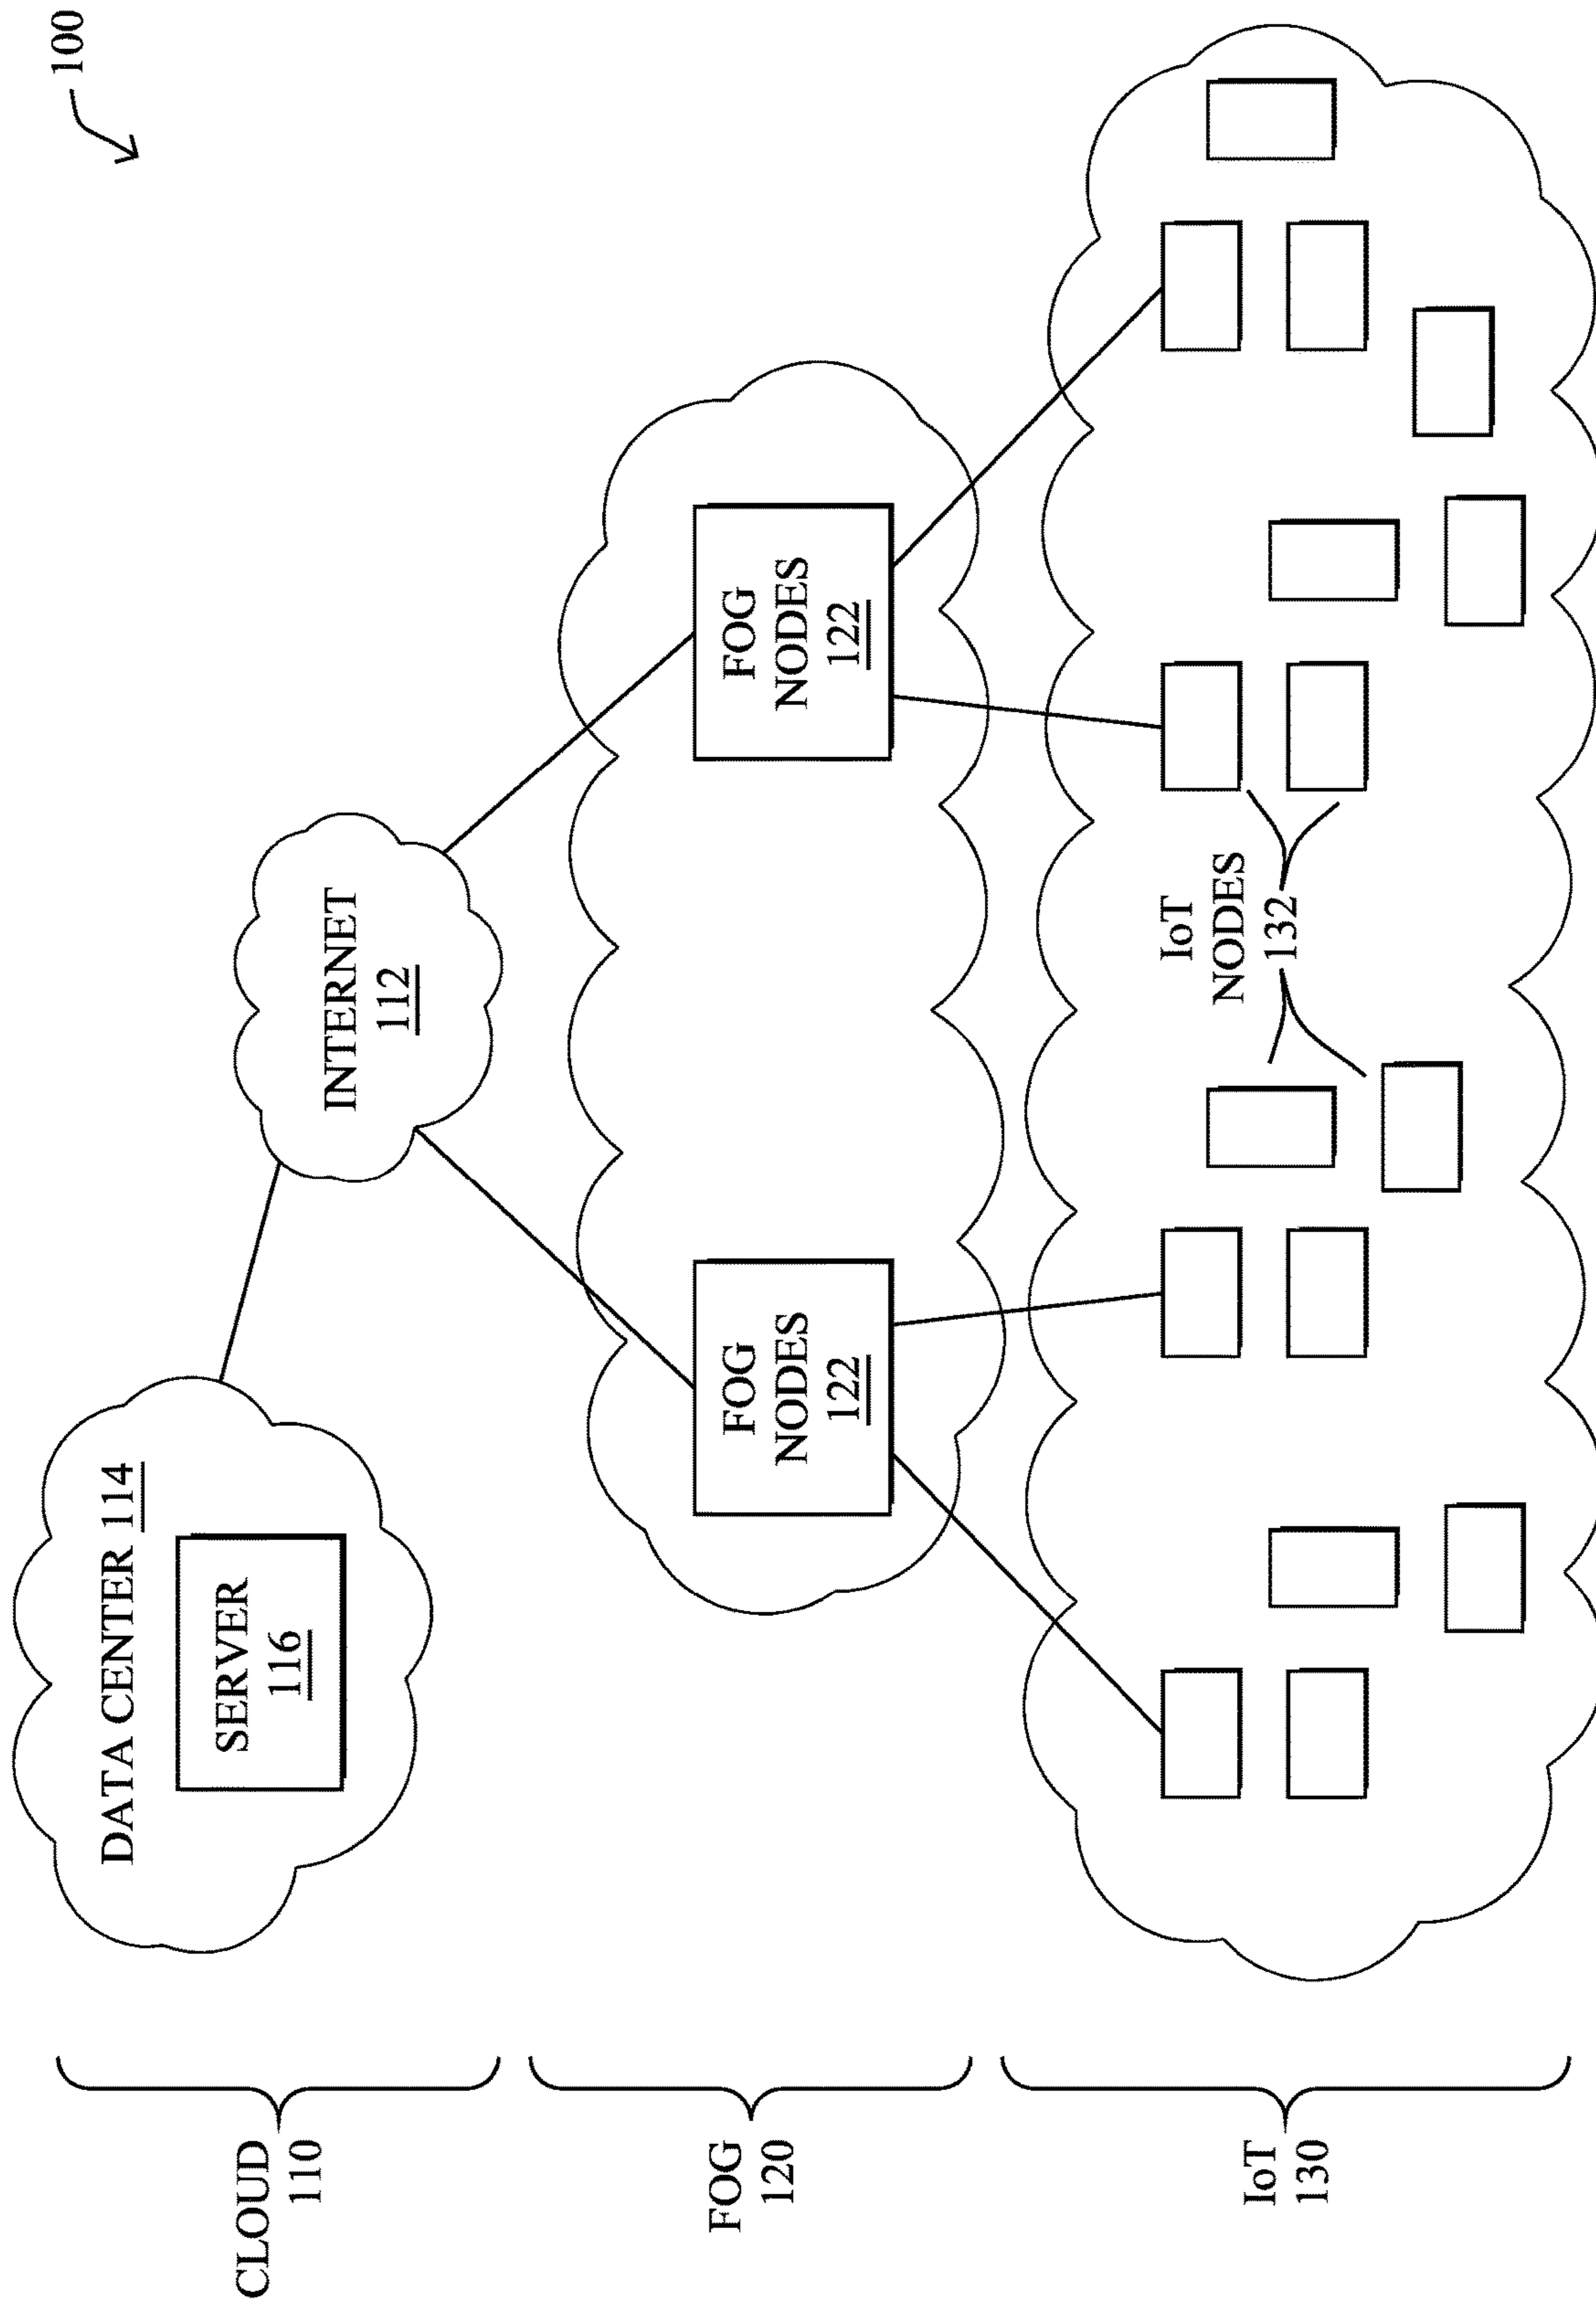 100
CLOUD
110
DATA CENTER 114
SERVER
116
INTERNET
112
FOG
120
FOG
NODES
122
FOG
NODES
122
IoT
130
IoT
NODES
132